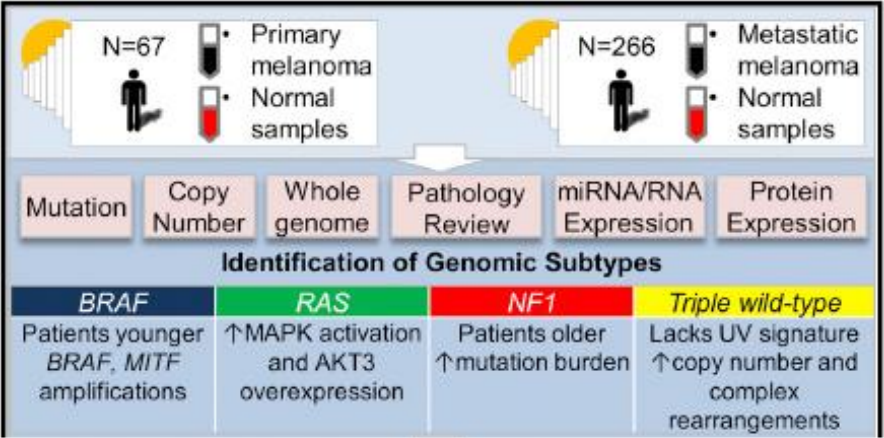 N=67
• Primary
melanoma
• Normal
samples
N=266
• Metastatic
melanoma
• Normal
samples
Mutation
Copy
Number
Whole
genome
Pathology
Review
miRNA/RNA
Expression
Protein
Expression
Identification of Genomic Subtypes
BRAF
Patients younger
BRAF, MITF
amplifications
RAS
↑MAPK activation
and AKT3
overexpression
NF1
Patients older
↑mutation burden
Triple wild-type
Lacks UV signature
↑copy number and
complex
rearrangements